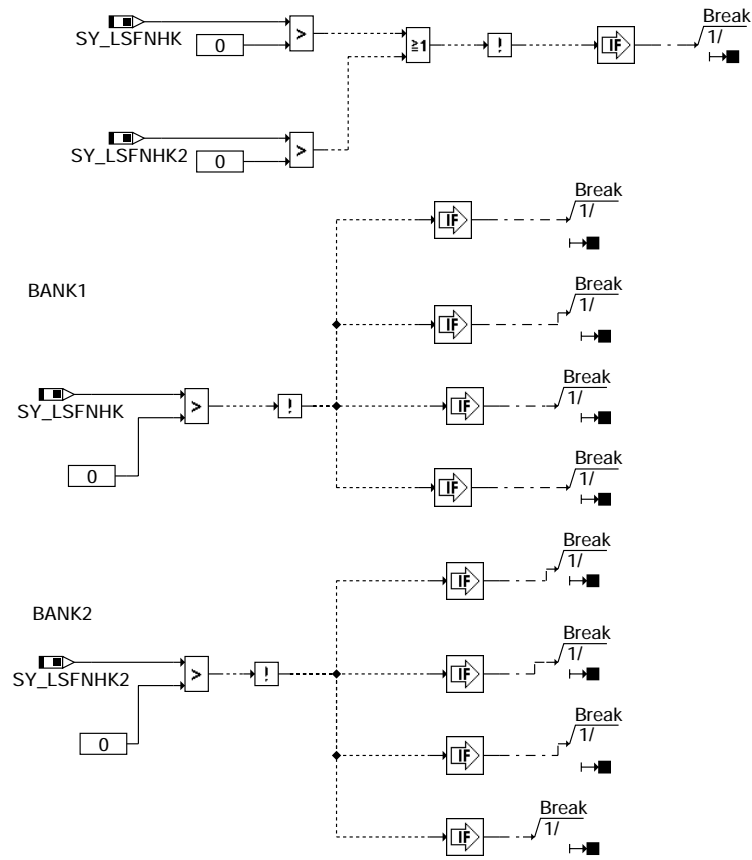 Break
1/
SY_LSFNHK
0
>
≧1
!
IF
SY_LSFNHK2
0
>
Break
IF
1/
BANK1
Break
IF
1/
SY_LSFNHK
>
!
Break
IF
1/
0
Break
IF
1/
BANK2
Break
IF
1/
SY_LSFNHK2
>
!
Break
IF
1/
0
Break
IF
1/
Break
IF
1/